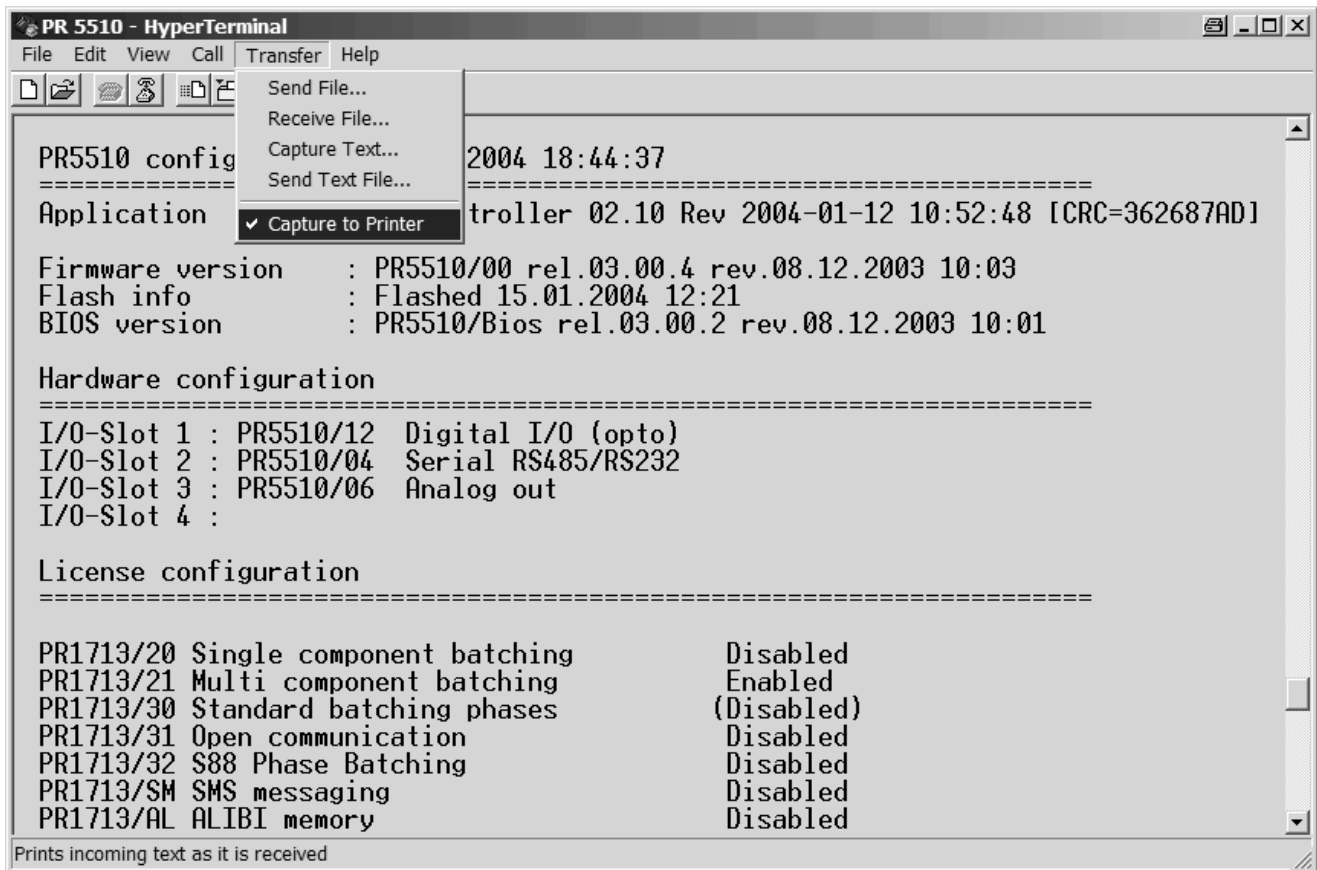 PR 5510 - HyperTerminal
File Edit View Call Transfer Help
Send File...
Receive File...
Capture Text...
Send Text File...
✓ Capture to Printer
PR5510 config 2004 18:44:37
=====================================================================
Application troller 02.10 Rev 2004-01-12 10:52:48 [CRC=362687AD]
Firmware version : PR5510/00 rel.03.00.4 rev.08.12.2003 10:03
Flash info : Flashed 15.01.2004 12:21
BIOS version : PR5510/Bios rel.03.00.2 rev.08.12.2003 10:01
Hardware configuration
=====================================================================
I/O-Slot 1 : PR5510/12 Digital I/O (opto)
I/O-Slot 2 : PR5510/04 Serial RS485/RS232
I/O-Slot 3 : PR5510/06 Analog out
I/O-Slot 4 :
License configuration
=====================================================================
PR1713/20 Single component batching Disabled
PR1713/21 Multi component batching Enabled
PR1713/30 Standard batching phases (Disabled)
PR1713/31 Open communication Disabled
PR1713/32 S88 Phase Batching Disabled
PR1713/SM SMS messaging Disabled
PR1713/AL ALIBI memory Disabled
Prints incoming text as it is received